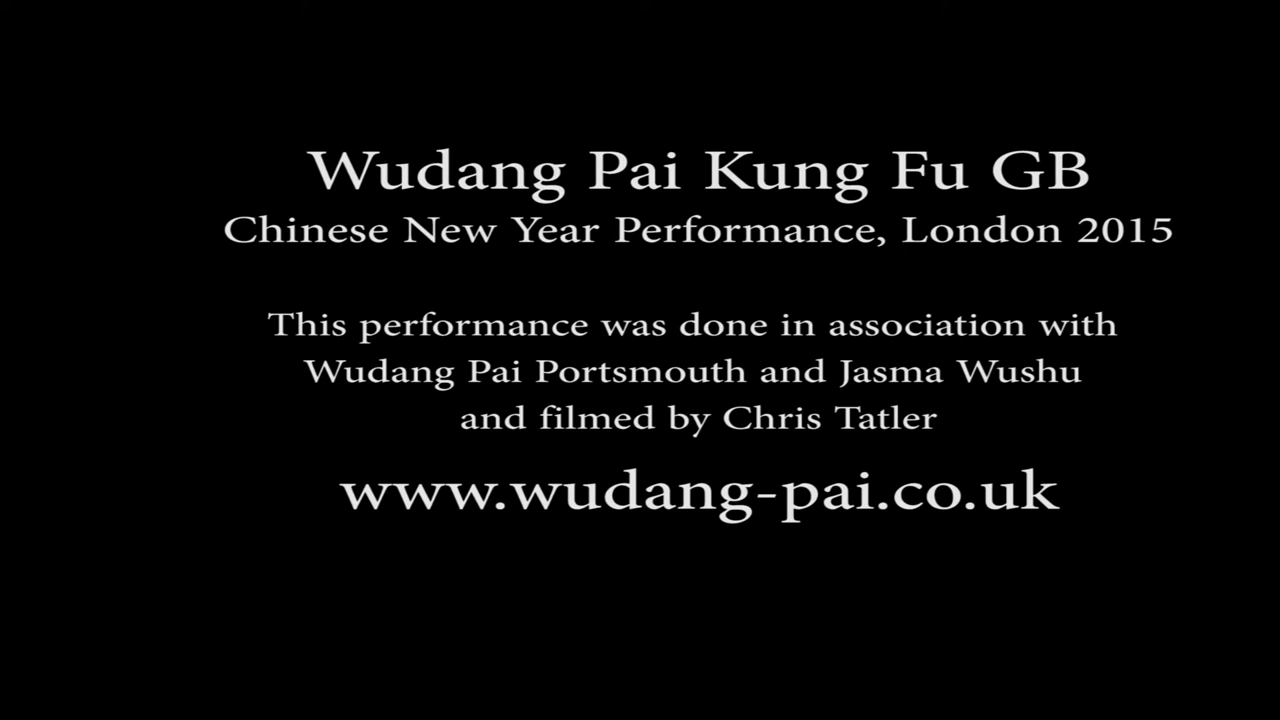 Wudang Pai Kung Fu GB
Chinese New Year Performance, London 2015
This performance was done in association with
Wudang Pai Portsmouth and Jasma Wushu
and filmed by Chris Tatler
www.wudang-pai.co.uk